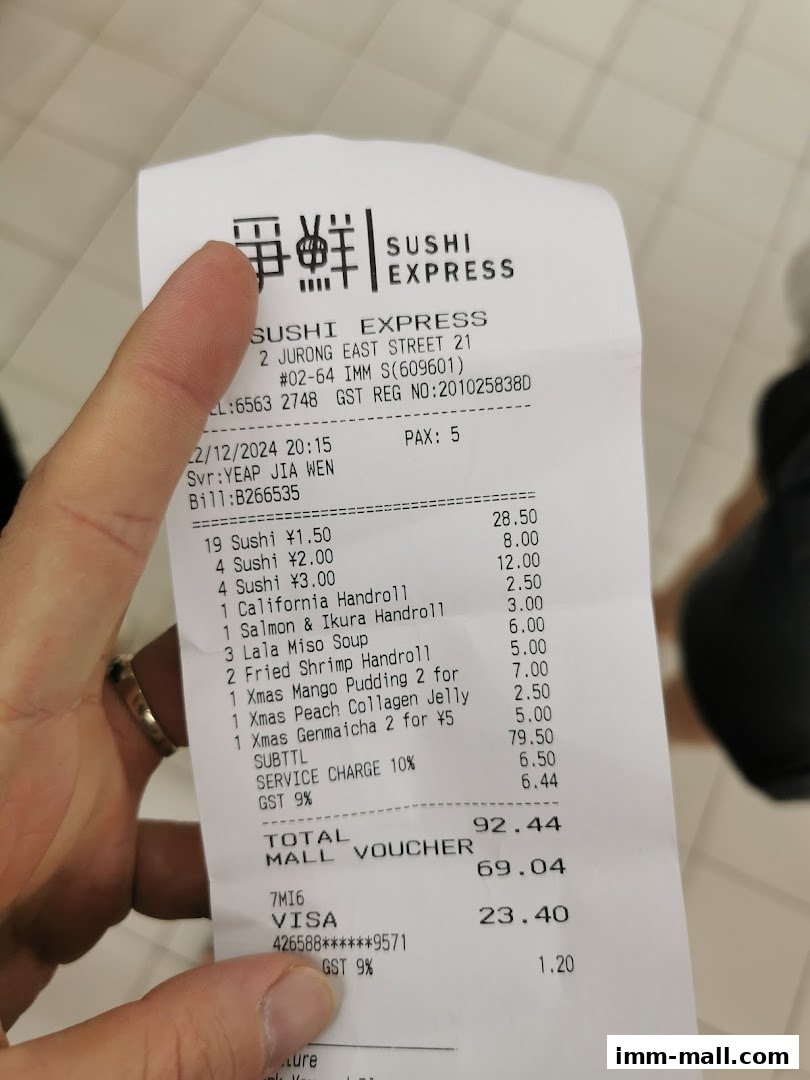 爭鮮 SUSHI EXPRESS
SUSHI EXPRESS
2 JURONG EAST STREET 21
#02-64 IMM S(609601)
:6563 2748 GST REG NO:201025838D
2/12/2024 20:15 PAX: 5
Svr:YEAP JIA WEN
Bill:B266535
19 Sushi ¥1.50 28.50
4 Sushi ¥2.00 8.00
4 Sushi ¥3.00 12.00
1 California Handroll 2.50
1 Salmon & Ikura Handroll 3.00
3 Lala Miso Soup 6.00
2 Fried Shrimp Handroll 5.00
1 Xmas Mango Pudding 2 for 7.00
1 Xmas Peach Collagen Jelly 2.50
1 Xmas Genmaicha 2 for ¥5 5.00
SUBTTL 79.50
SERVICE CHARGE 10% 6.50
GST 9% 6.44
TOTAL 92.44
MALL VOUCHER 69.04
7MI6
VISA 23.40
426588******9571
GST 9% 1.20
imm-mall.com